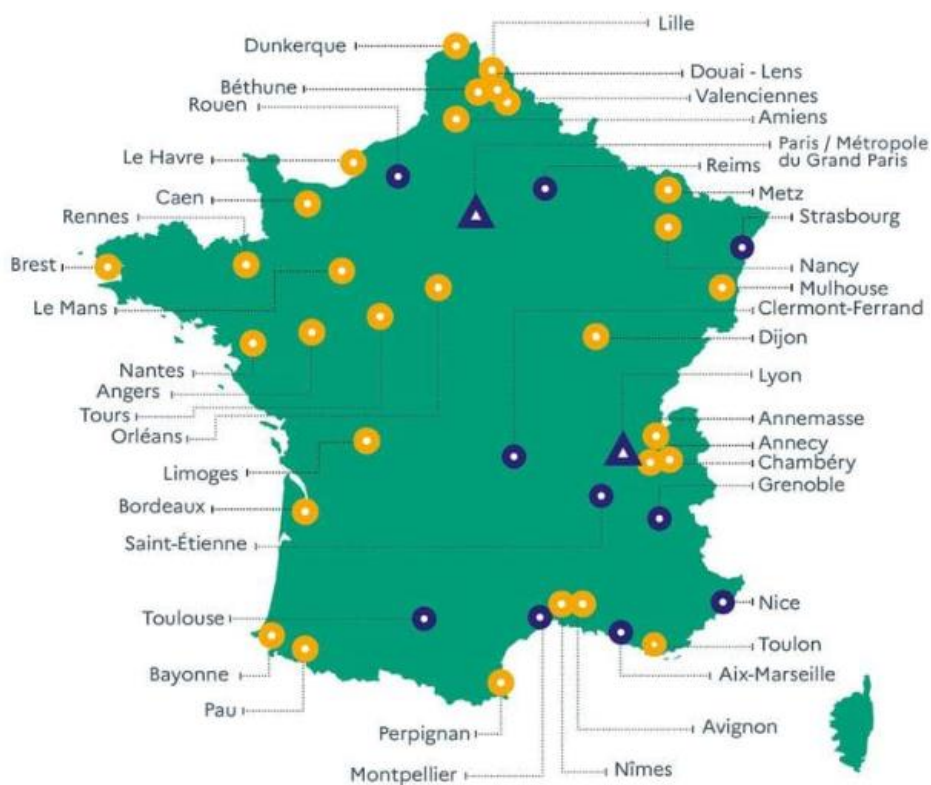 Lille
Dunkerque
Douai - Lens
Béthune
Valenciennes
Rouen
Amiens
Paris / Métropole
du Grand Paris
Reims
Le Havre
Metz
Caen
Strasbourg
Rennes
Brest
Nancy
Mulhouse
Le Mans
Clermont-Ferrand
Dijon
Nantes
Lyon
Angers
Tours
Annemasse
Orléans
Annecy
Chambéry
Limoges
Grenoble
Bordeaux
Saint-Étienne
Nice
Toulouse
Toulon
Bayonne
Aix-Marseille
Pau
Avignon
Perpignan
Nîmes
Montpellier